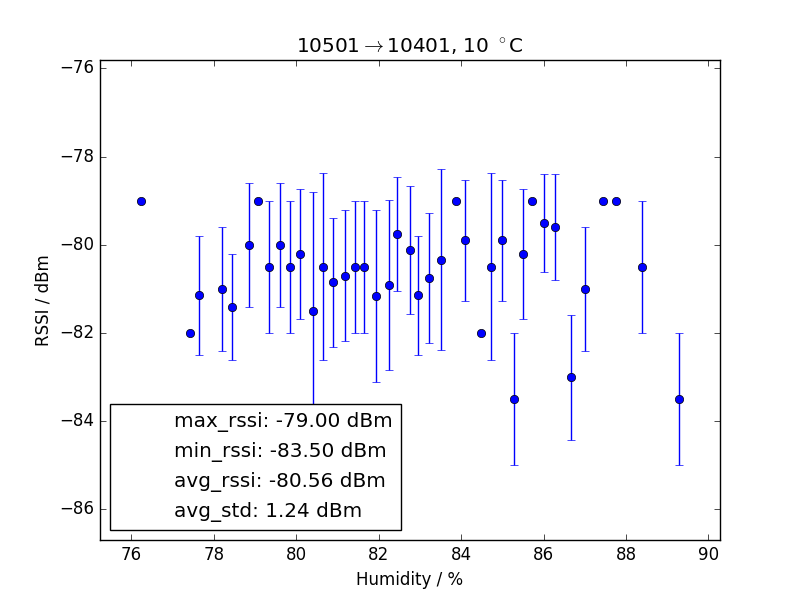 10501→10401, 10 °C
RSSI / dBm
−76
−78
−80
−82
−84
−86
max_rssi: -79.00 dBm
min_rssi: -83.50 dBm
avg_rssi: -80.56 dBm
avg_std: 1.24 dBm
76 78 80 82 84 86 88 90
Humidity / %